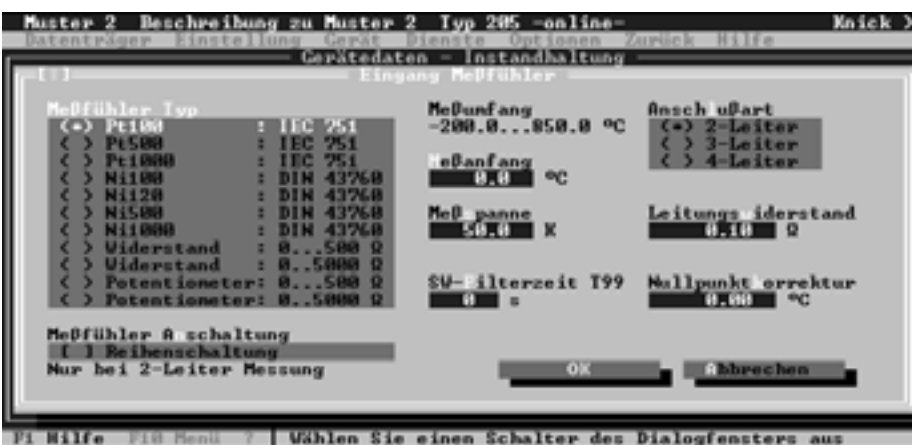 Muster 2 Beschreibung zu Muster 2 Typ 205 -online- Knick >
Datenträger Einstellung Gerät Dienste Optionen Zurück Hilfe
Gerätedaten - Instandhaltung
Eingang Meßfühler
Meßfühler Typ
(•) Pt100 : IEC 751
( ) Pt500 : IEC 751
( ) Pt1000 : IEC 751
( ) Ni100 : DIN 43760
( ) Ni120 : DIN 43760
( ) Ni500 : DIN 43760
( ) Ni1000 : DIN 43760
( ) Widerstand : 0...500 Ω
( ) Widerstand : 0..5000 Ω
( ) Potentiometer: 0...500 Ω
( ) Potentiometer: 0..5000 Ω
Meßfühler Anschaltung
[ ] Reihenschaltung
Nur bei 2-Leiter Messung
Meßumfang
-200.0...850.0 ºC
Meßanfang
0.0 ºC
Meßspanne
50.0 K
SW-Filterzeit T99
0 s
Anschlußart
(•) 2-Leiter
( ) 3-Leiter
( ) 4-Leiter
Leitungswiderstand
0.10 Ω
Nullpunktkorrektur
0.00 ºC
OK Abbrechen
F1 Hilfe F10 Menü ? | Wählen Sie einen Schalter des Dialogfensters aus